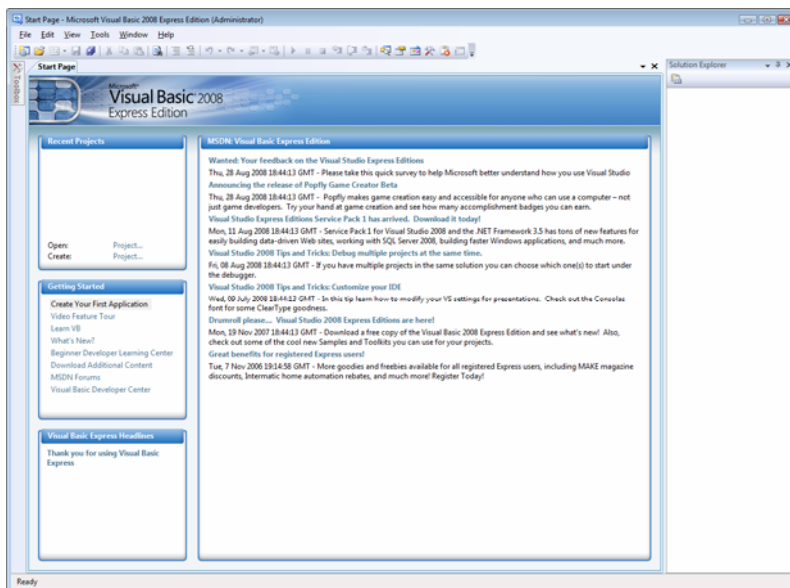 Start Page - Microsoft Visual Basic 2008 Express Edition (Administrator)
File Edit View Tools Window Help
Toolbox
Start Page
Solution Explorer
Microsoft
Visual Basic 2008
Express Edition
Recent Projects
Open: Project...
Create: Project...
Getting Started
Create Your First Application
Video Feature Tour
Learn VB
What's New?
Beginner Developer Learning Center
Download Additional Content
MSDN Forums
Visual Basic Developer Center
Visual Basic Express Headlines
Thank you for using Visual Basic
Express
MSDN: Visual Basic Express Edition
Wanted: Your feedback on the Visual Studio Express Editions
Thu, 28 Aug 2008 18:44:13 GMT - Please take this quick survey to help Microsoft better understand how you use Visual Studio
Announcing the release of Popfly Game Creator Beta
Thu, 28 Aug 2008 18:44:13 GMT - Popfly makes game creation easy and accessible for anyone who can use a computer – not
just game developers. Try your hand at game creation and see how many accomplishment badges you can earn.
Visual Studio Express Editions Service Pack 1 has arrived. Download it today!
Mon, 11 Aug 2008 18:44:13 GMT - Service Pack 1 for Visual Studio 2008 and the .NET Framework 3.5 has tons of new features for
easily building data-driven Web sites, working with SQL Server 2008, building faster Windows applications, and much more.
Visual Studio 2008 Tips and Tricks: Debug multiple projects at the same time.
Fri, 08 Aug 2008 18:44:13 GMT - If you have multiple projects in the same solution you can choose which one(s) to start under
the debugger.
Visual Studio 2008 Tips and Tricks: Customize your IDE
Wed, 09 July 2008 18:44:13 GMT - In this tip learn how to modify your VS settings for presentations. Check out the Consolas
font for some ClearType goodness.
Drumroll please... Visual Studio 2008 Express Editions are here!
Mon, 19 Nov 2007 18:44:13 GMT - Download a free copy of the Visual Basic 2008 Express Edition and see what's new! Also,
check out some of the cool new Samples and Toolkits you can use for your projects.
Great benefits for registered Express users!
Tue, 7 Nov 2006 19:14:58 GMT - More goodies and freebies available for all registered Express users, including MAKE magazine
discounts, Intermatic home automation rebates, and much more! Register Today!
Ready